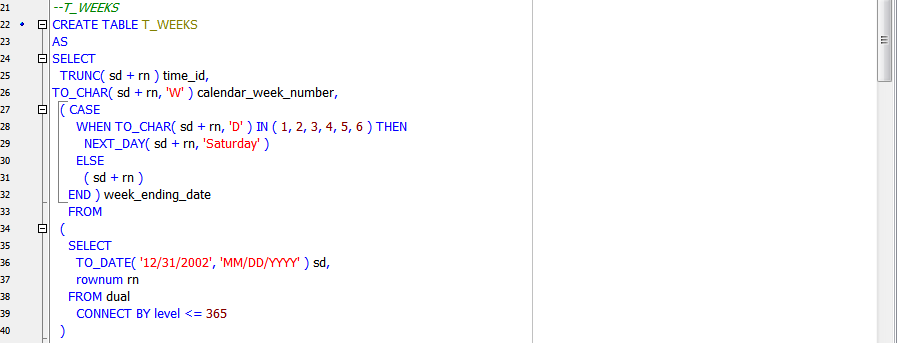 21 --T_WEEKS
22 CREATE TABLE T_WEEKS
23 AS
24 SELECT
25 TRUNC( sd + rn ) time_id,
26 TO_CHAR( sd + rn, 'W' ) calendar_week_number,
27 ( CASE
28 WHEN TO_CHAR( sd + rn, 'D' ) IN ( 1, 2, 3, 4, 5, 6 ) THEN
29 NEXT_DAY( sd + rn, 'Saturday' )
30 ELSE
31 ( sd + rn )
32 END ) week_ending_date
33 FROM
34 (
35 SELECT
36 TO_DATE( '12/31/2002', 'MM/DD/YYYY' ) sd,
37 rownum rn
38 FROM dual
39 CONNECT BY level <= 365
40 )